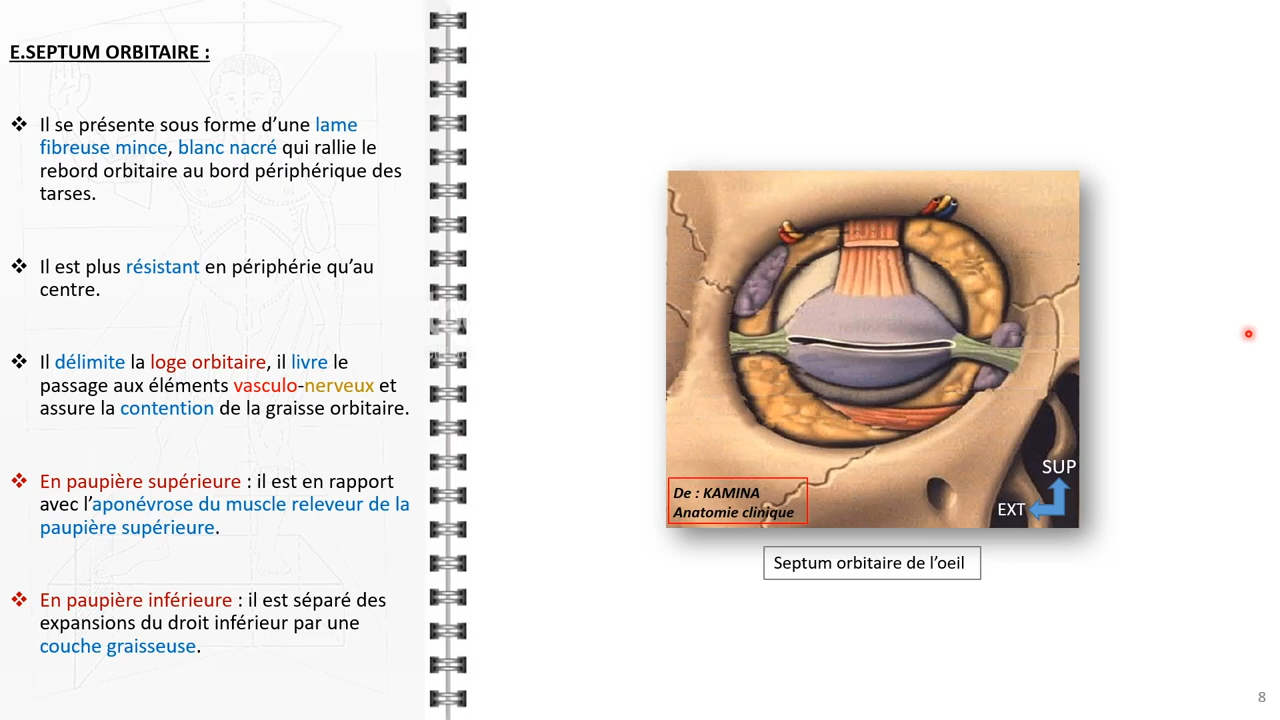 E.SEPTUM ORBITAIRE :
❖ Il se présente sous forme d’une lame
fibreuse mince, blanc nacré qui rallie le
rebord orbitaire au bord périphérique des
tarses.
❖ Il est plus résistant en périphérie qu’au
centre.
❖ Il délimite la loge orbitaire, il livre le
passage aux éléments vasculo-nerveux et
assure la contention de la graisse orbitaire.
❖ En paupière supérieure : il est en rapport
avec l’aponévrose du muscle releveur de la
paupière supérieure.
❖ En paupière inférieure : il est séparé des
expansions du droit inférieur par une
couche graisseuse.
SUP
EXT
De : KAMINA
Anatomie clinique
Septum orbitaire de l’oeil
8